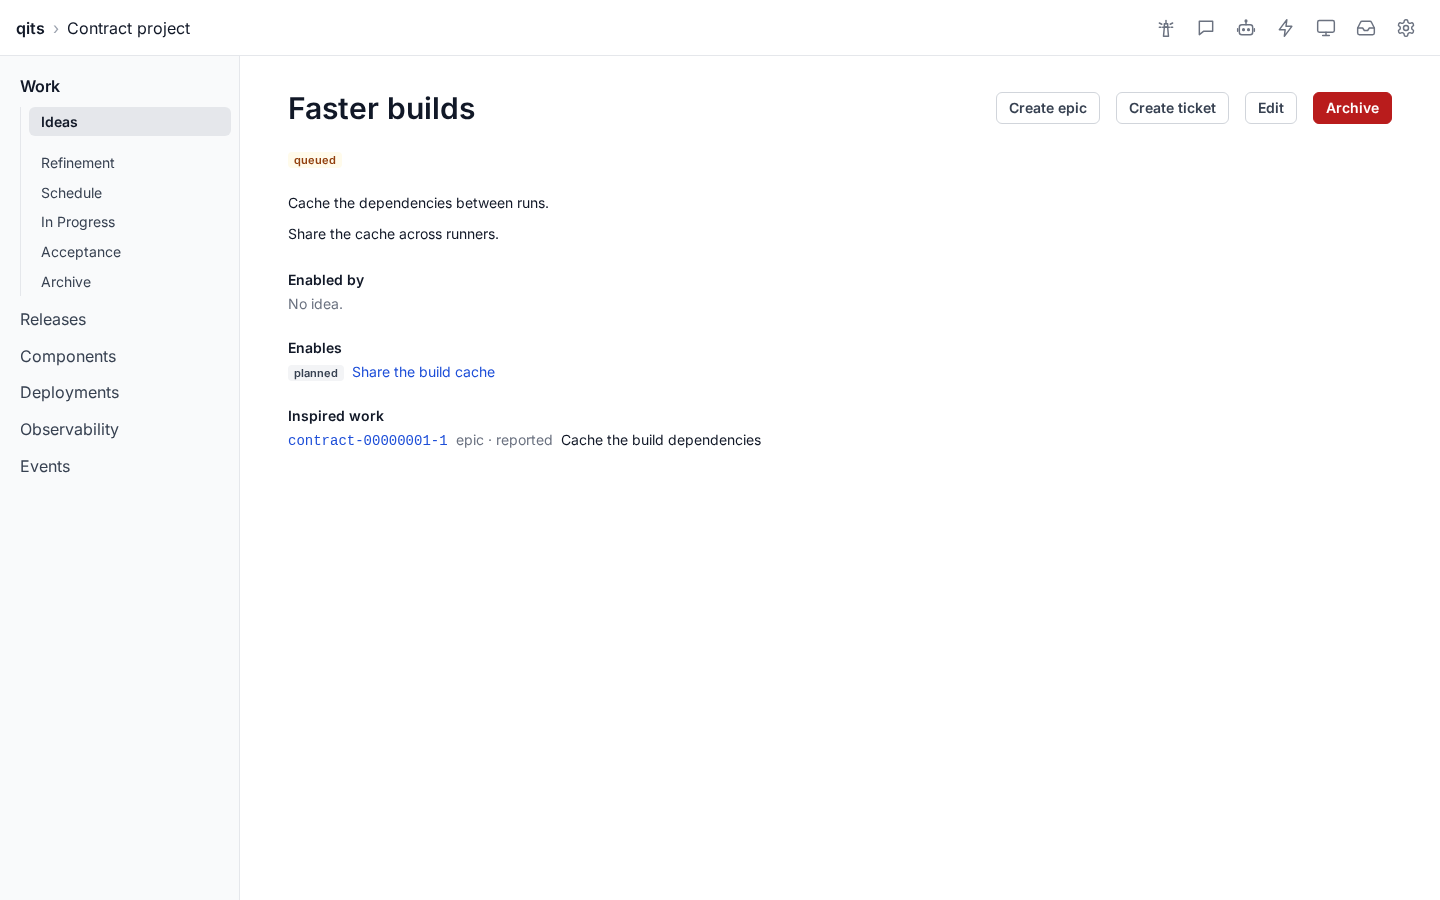 qits › Contract project
Work
Ideas
Refinement
Schedule
In Progress
Acceptance
Archive
Releases
Components
Deployments
Observability
Events
Faster builds
Create epic Create ticket Edit Archive
queued
Cache the dependencies between runs.
Share the cache across runners.
Enabled by
No idea.
Enables
planned Share the build cache
Inspired work
contract-00000001-1 epic · reported Cache the build dependencies